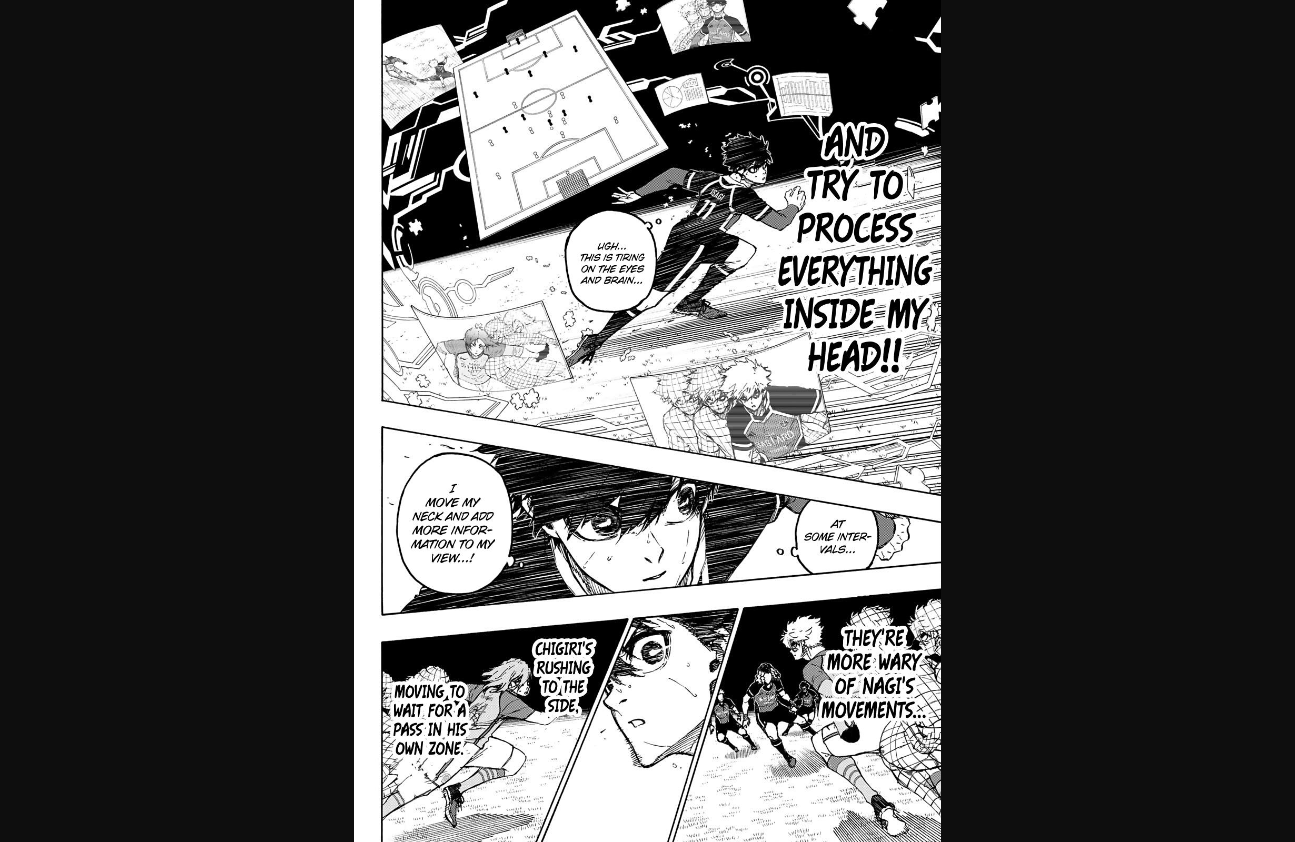 AND
TRY TO
PROCESS
EVERYTHING
INSIDE MY
HEAD!!
UGH...
THIS IS TIRING
ON THE EYES
AND BRAIN...
AT
SOME INTER-
VALS...
I
MOVE MY
NECK AND ADD
MORE INFOR-
MATION TO MY
VIEW...!
THEY'RE
MORE WARY
OF NAGI'S
MOVEMENTS...
CHIGIRI'S
RUSHING
TO THE
SIDE,
MOVING TO
WAIT FOR A
PASS IN HIS
OWN ZONE.